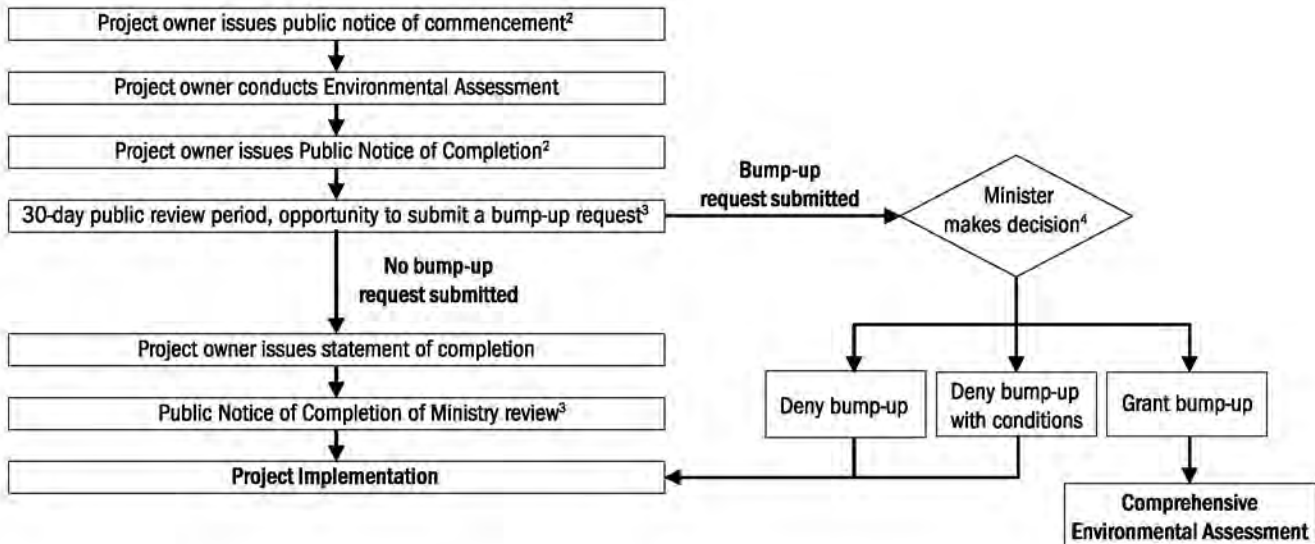 Project owner issues public notice of commencement²
Project owner conducts Environmental Assessment
Project owner issues Public Notice of Completion²
30-day public review period, opportunity to submit a bump-up request³
Bump-up
request submitted
Minister
makes decision⁴
No bump-up
request submitted
Project owner issues statement of completion
Public Notice of Completion of Ministry review³
Project Implementation
Deny bump-up
Deny bump-up
with conditions
Grant bump-up
Comprehensive
Environmental Assessment